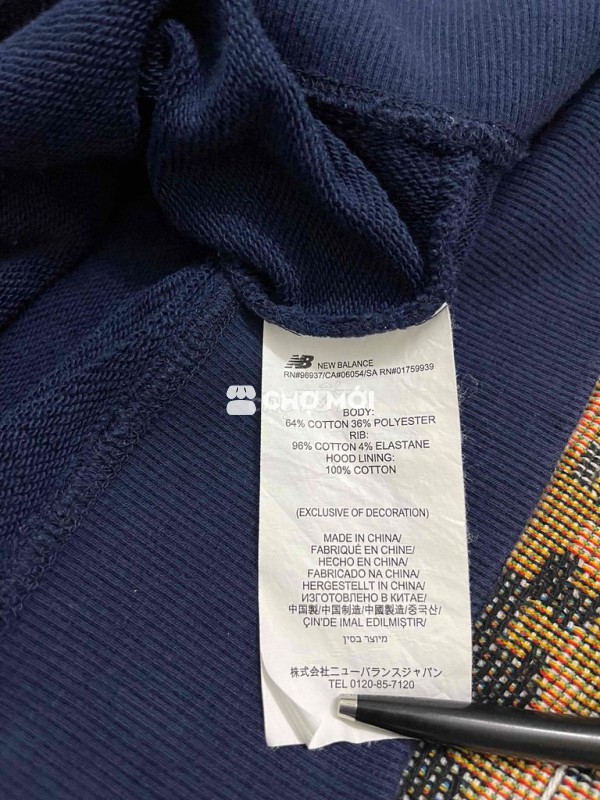 NB NEW BALANCE
RN#96937/CA#06054/SA RN#01759939
CHỢ MỚI
BODY:
64% COTTON 36% POLYESTER
RIB:
96% COTTON 4% ELASTANE
HOOD LINING:
100% COTTON
(EXCLUSIVE OF DECORATION)
MADE IN CHINA/
FABRIQUÉ EN CHINE/
HECHO EN CHINA/
FABRICADO NA CHINA/
HERGESTELLT IN CHINA/
ИЗГОТОВЛЕНО В КИТАЕ/
中国製/中国制造/中國製造/중국산/
ÇIN'DE IMAL EDILMIŞTIR/
מיוצר בסין
株式会社ニューバランスジャパン
TEL 0120-85-7120